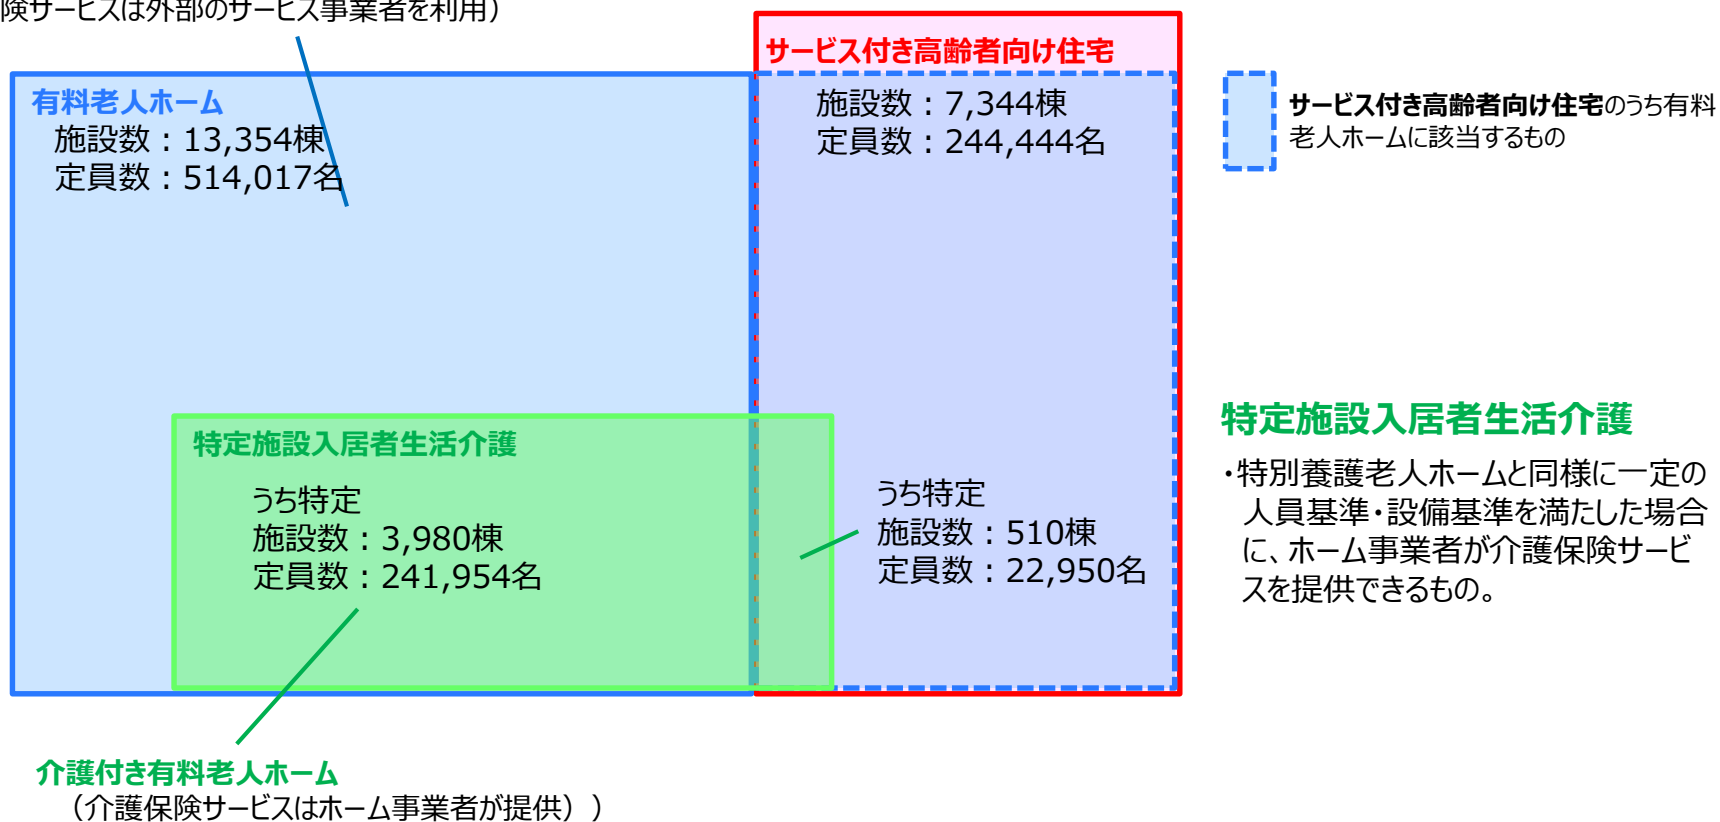 険サービスは外部のサービス事業者を利用）
サービス付き高齢者向け住宅
有料老人ホーム
施設数：13,354棟
定員数：514,017名
施設数：7,344棟
定員数：244,444名
サービス付き高齢者向け住宅のうち有料
老人ホームに該当するもの
特定施設入居者生活介護
うち特定
施設数：3,980棟
定員数：241,954名
うち特定
施設数：510棟
定員数：22,950名
特定施設入居者生活介護
・特別養護老人ホームと同様に一定の
人員基準・設備基準を満たした場合
に、ホーム事業者が介護保険サービ
スを提供できるもの。
介護付き有料老人ホーム
（介護保険サービスはホーム事業者が提供））